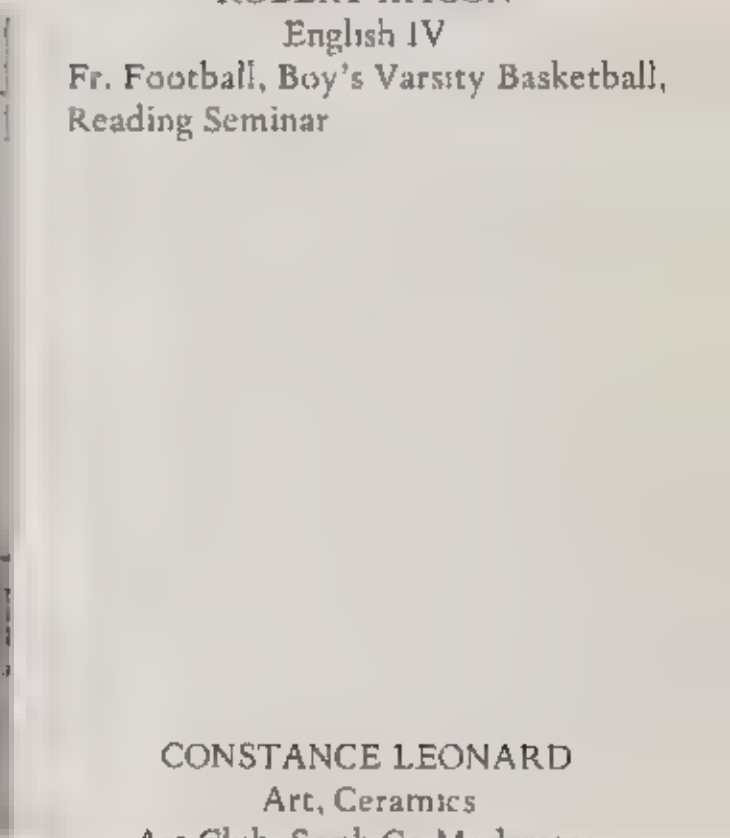 English IV
Fr. Football, Boy's Varsity Basketball,
Reading Seminar
CONSTANCE LEONARD
Art, Ceramics